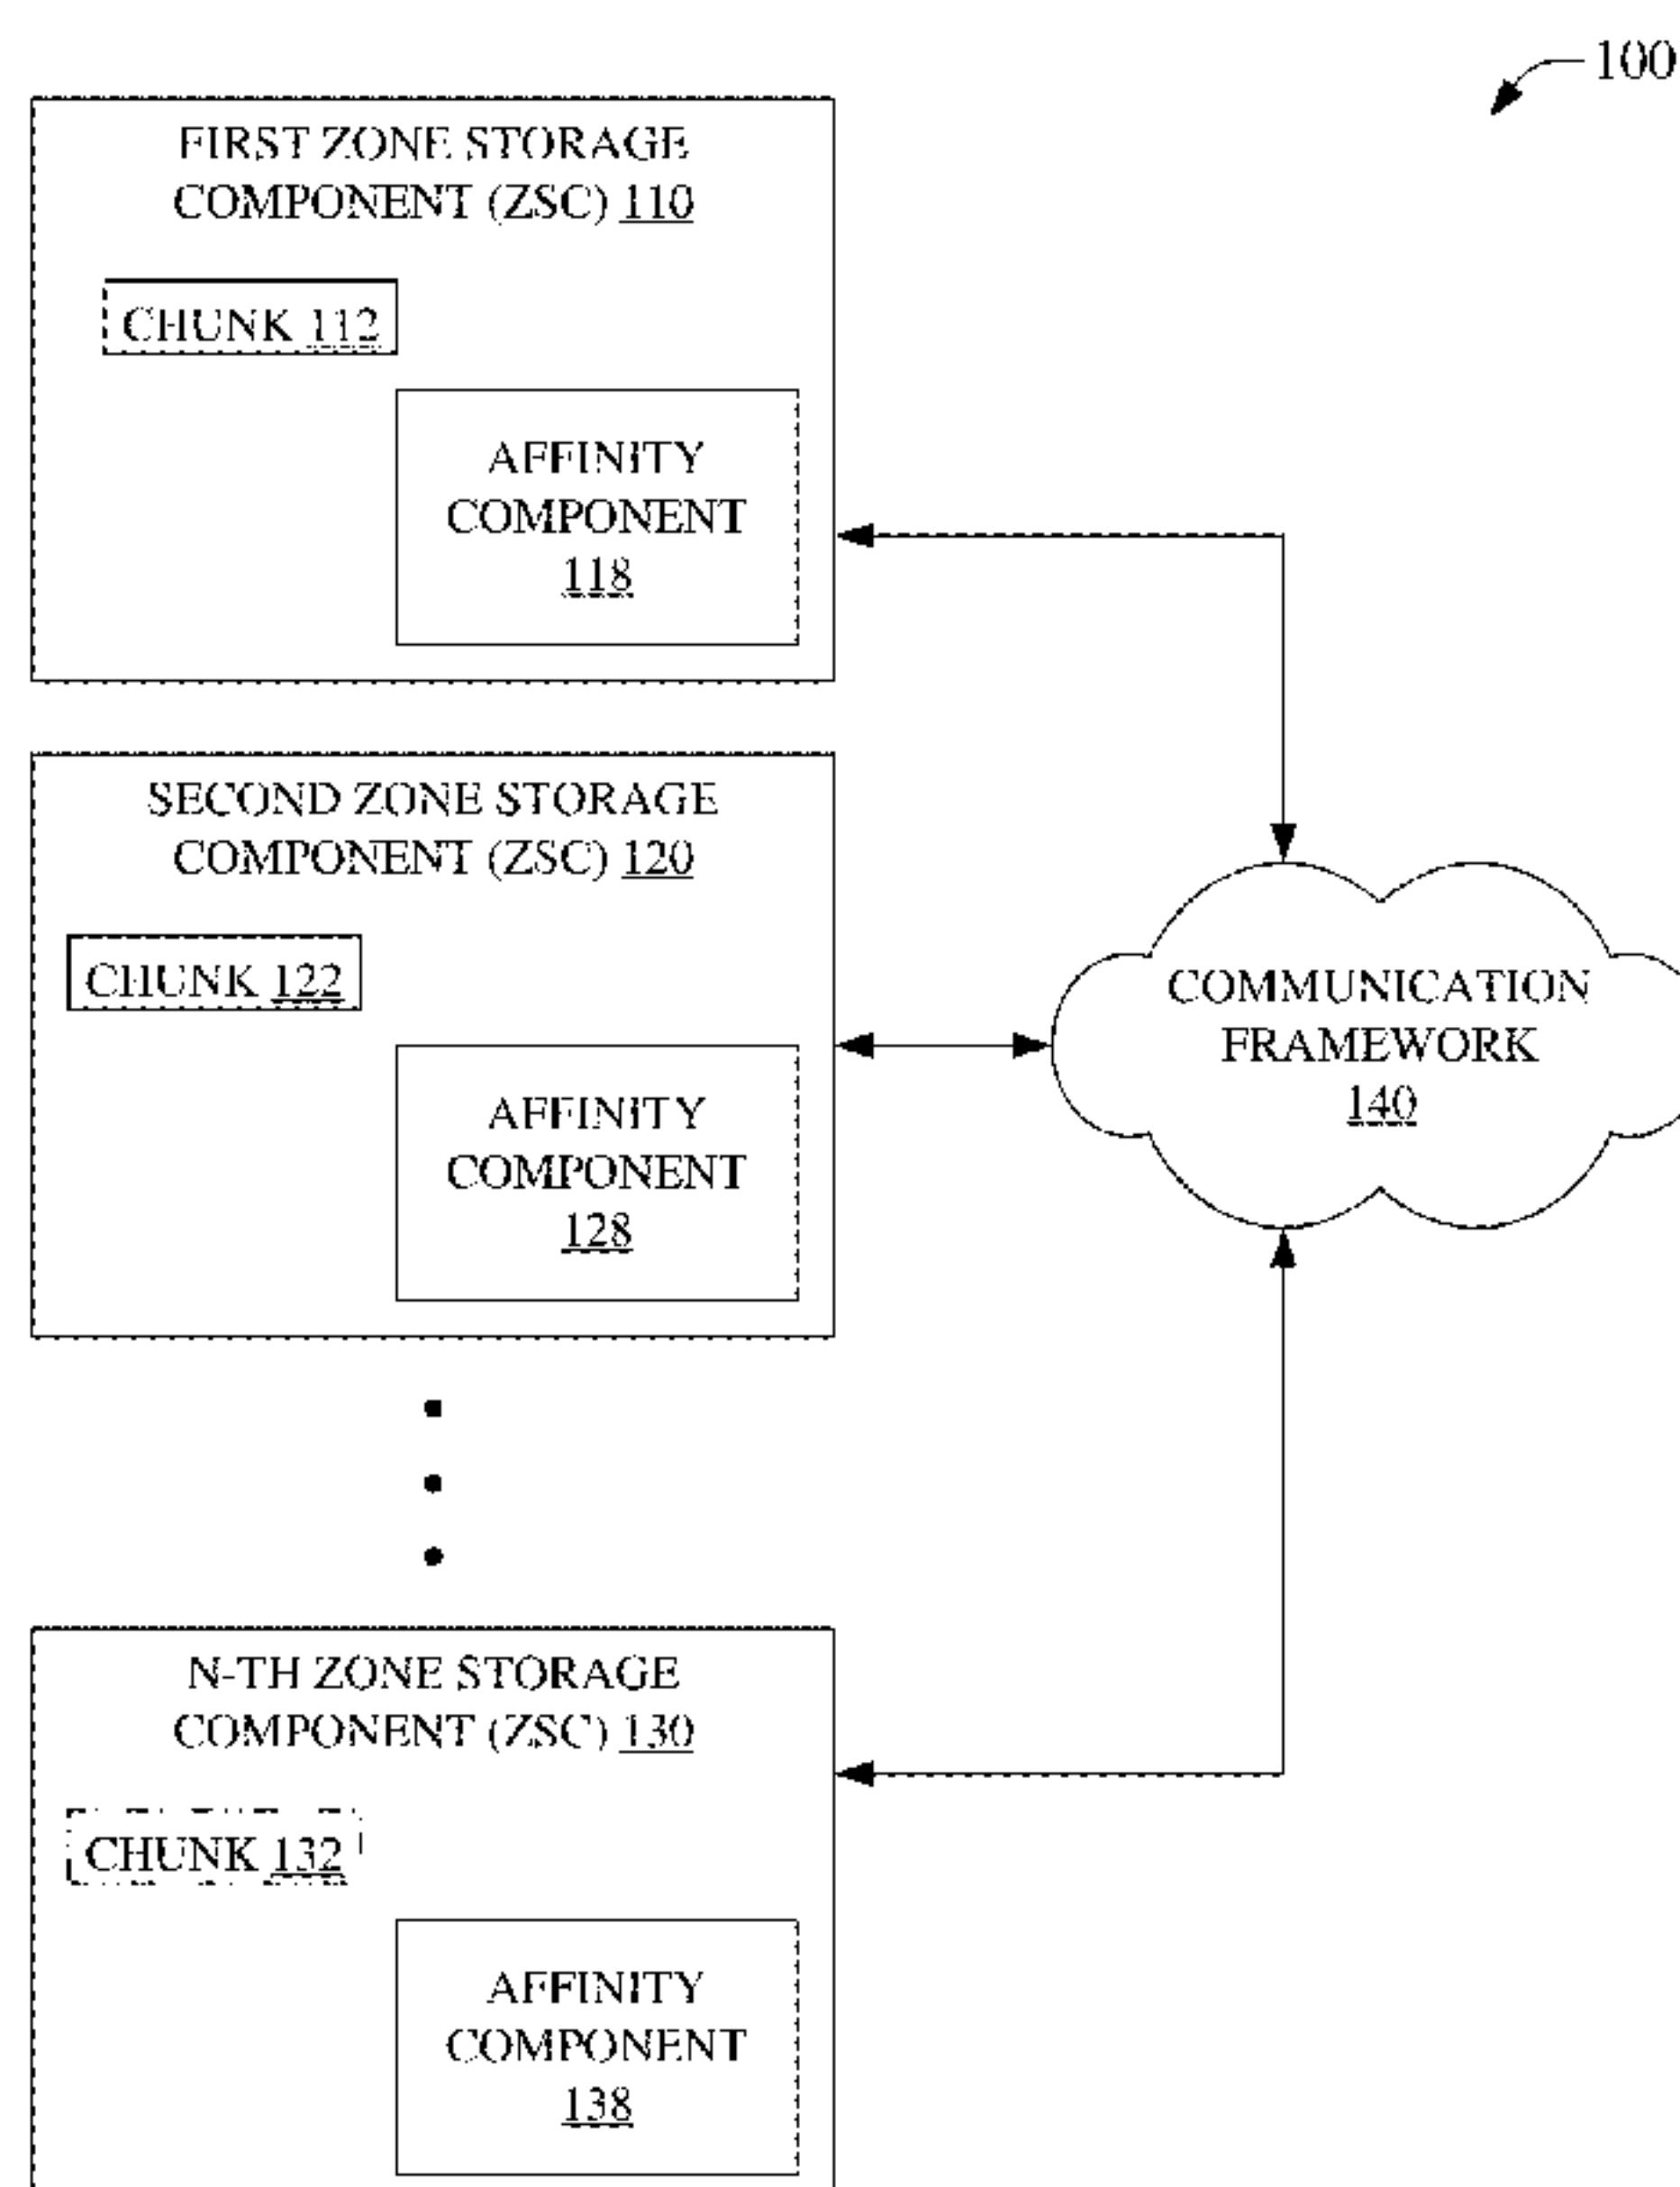 100
FIRST ZONE STORAGE
COMPONENT (ZSC) 110
CHUNK 112
AFFINITY
COMPONENT
118
SECOND ZONE STORAGE
COMPONENT (ZSC) 120
CHUNK 122
AFFINITY
COMPONENT
128
COMMUNICATION
FRAMEWORK
140
N-TH ZONE STORAGE
COMPONENT (ZSC) 130
CHUNK 132
AFFINITY
COMPONENT
138